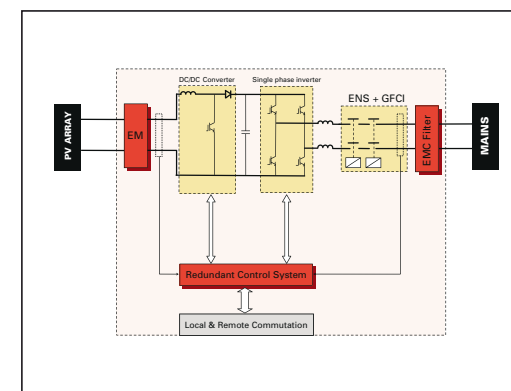 DC/DC Converter
Single phase inverter
ENS + GFCI
PV ARRAY
EM
EMC Filter
MAINS
Redundant Control System
Local & Remote Commutation